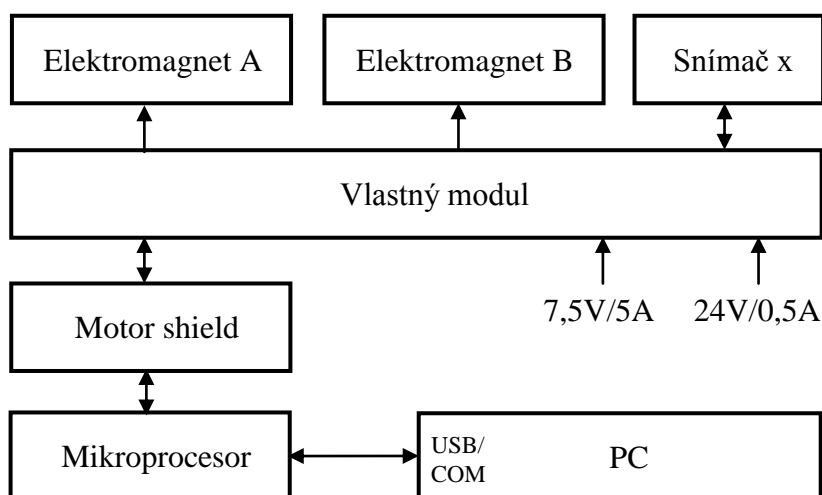 Elektromagnet A
Elektromagnet B
Snímač x
Vlastný modul
7,5V/5A
24V/0,5A
Motor shield
Mikroprocesor
USB/
COM
PC